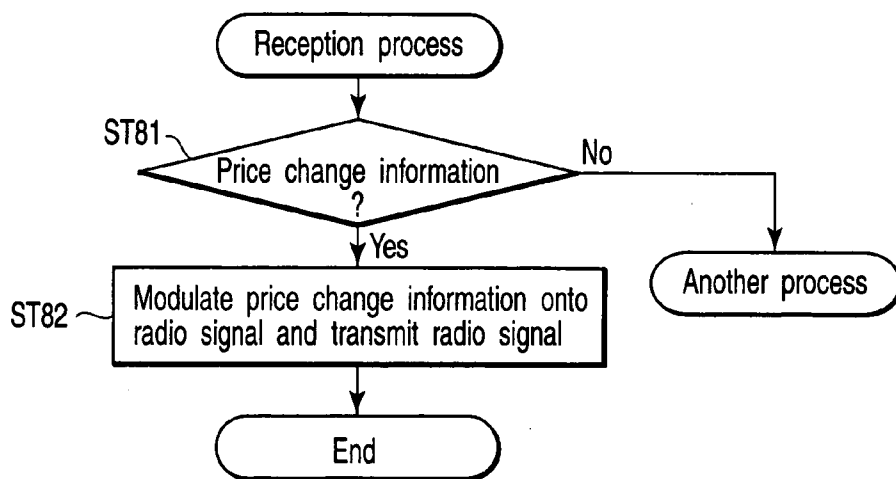 Reception process
ST81
Price change information
?
No
Yes
Another process
ST82
Modulate price change information onto
radio signal and transmit radio signal
End